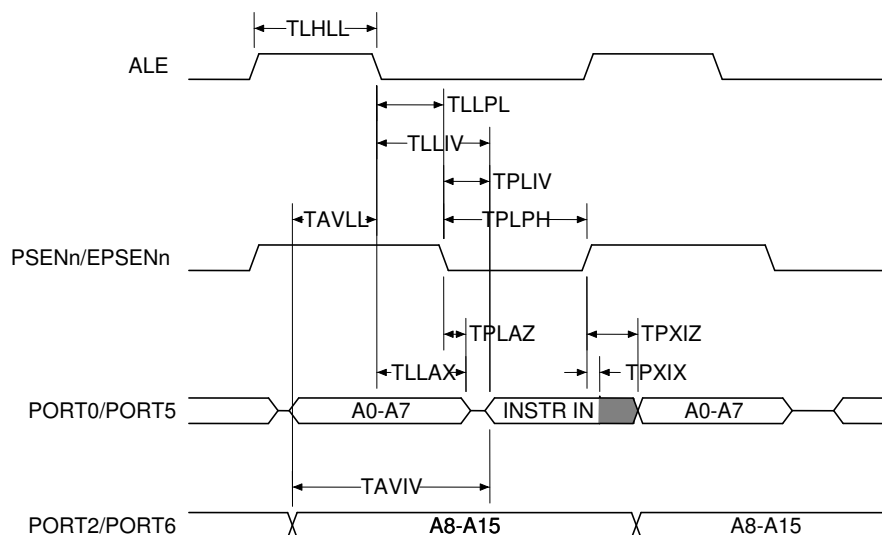 TLHLL
ALE
TLLPL
TLLIV
TPLIV
TAVLL
TPLPH
PSENn/EPSENn
TPLAZ
TPXIZ
TLLAX
TPXIX
PORT0/PORT5
A0-A7
INSTR IN
A0-A7
TAVIV
PORT2/PORT6
A8-A15
A8-A15